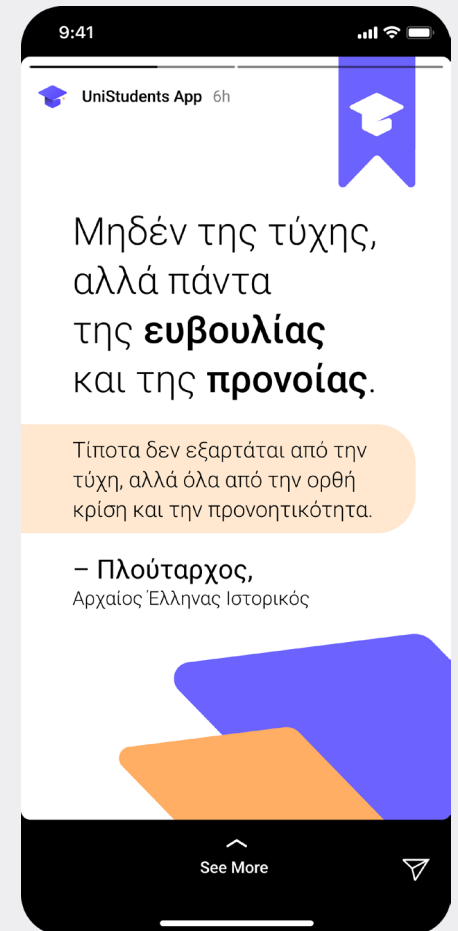 9:41
UniStudents App 6h
Μηδέν της τύχης,
αλλά πάντα
της ευβουλίας
και της προνοίας.
Τίποτα δεν εξαρτάται από την
τύχη, αλλά όλα από την ορθή
κρίση και την προνοητικότητα.
– Πλούταρχος,
Αρχαίος Έλληνας Ιστορικός
See More